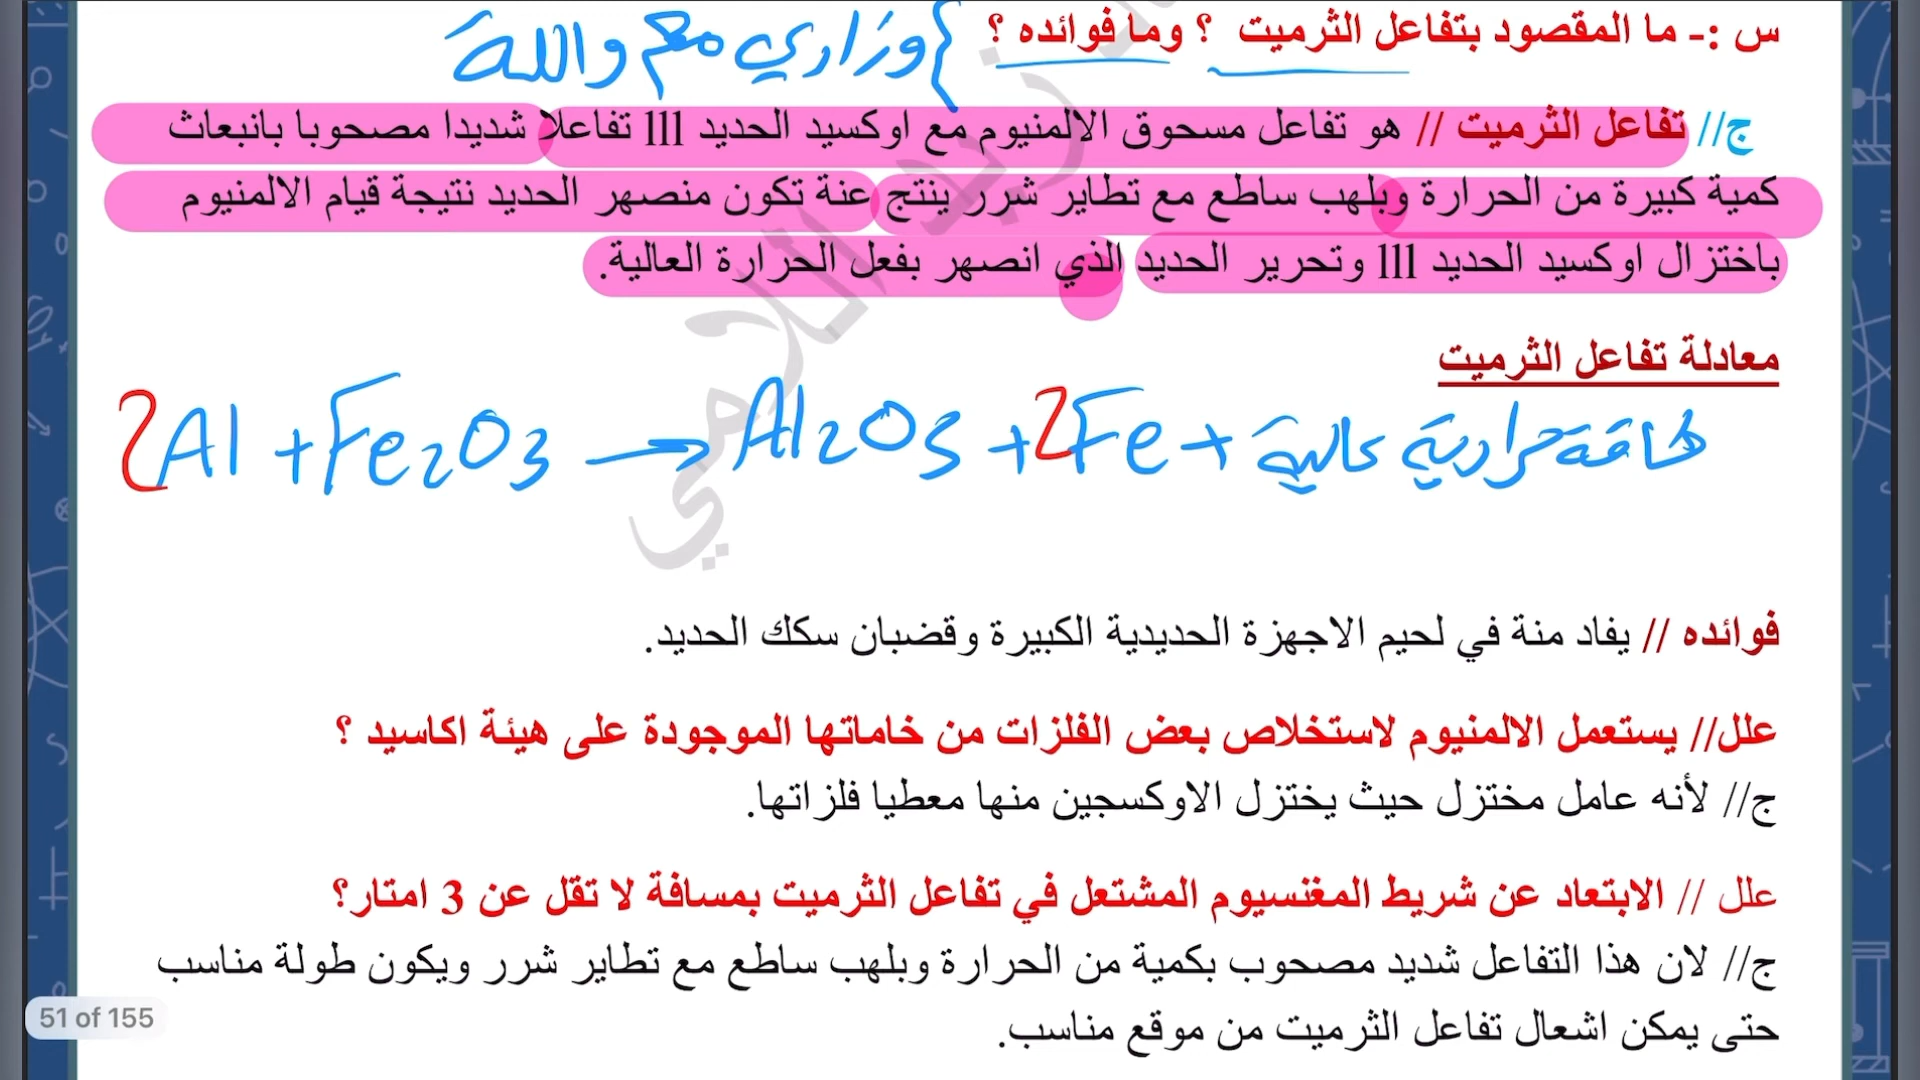 س :- ما المقصود بتفاعل الثرميت ؟ وما فوائده ؟ } وزاري مهم والله
ج// تفاعل الثرميت // هو تفاعل مسحوق الالمنيوم مع اوكسيد الحديد lll تفاعلا شديدا مصحوبا بانبعاث
كمية كبيرة من الحرارة وبلهب ساطع مع تطاير شرر ينتج عنة تكون منصهر الحديد نتيجة قيام الالمنيوم
باختزال اوكسيد الحديد lll وتحرير الحديد الذي انصهر بفعل الحرارة العالية.
معادلة تفاعل الثرميت
2Al + Fe2O3 → Al2O3 + 2Fe + طاقة حرارية عالية
فوائده // يفاد منة في لحيم الاجهزة الحديدية الكبيرة وقضبان سكك الحديد.
علل// يستعمل الالمنيوم لاستخلاص بعض الفلزات من خاماتها الموجودة على هيئة اكاسيد ؟
ج// لأنه عامل مختزل حيث يختزل الاوكسجين منها معطيا فلزاتها.
علل // الابتعاد عن شريط المغنسيوم المشتعل في تفاعل الثرميت بمسافة لا تقل عن 3 امتار؟
ج// لان هذا التفاعل شديد مصحوب بكمية من الحرارة وبلهب ساطع مع تطاير شرر ويكون طولة مناسب
حتى يمكن اشعال تفاعل الثرميت من موقع مناسب.
51 of 155